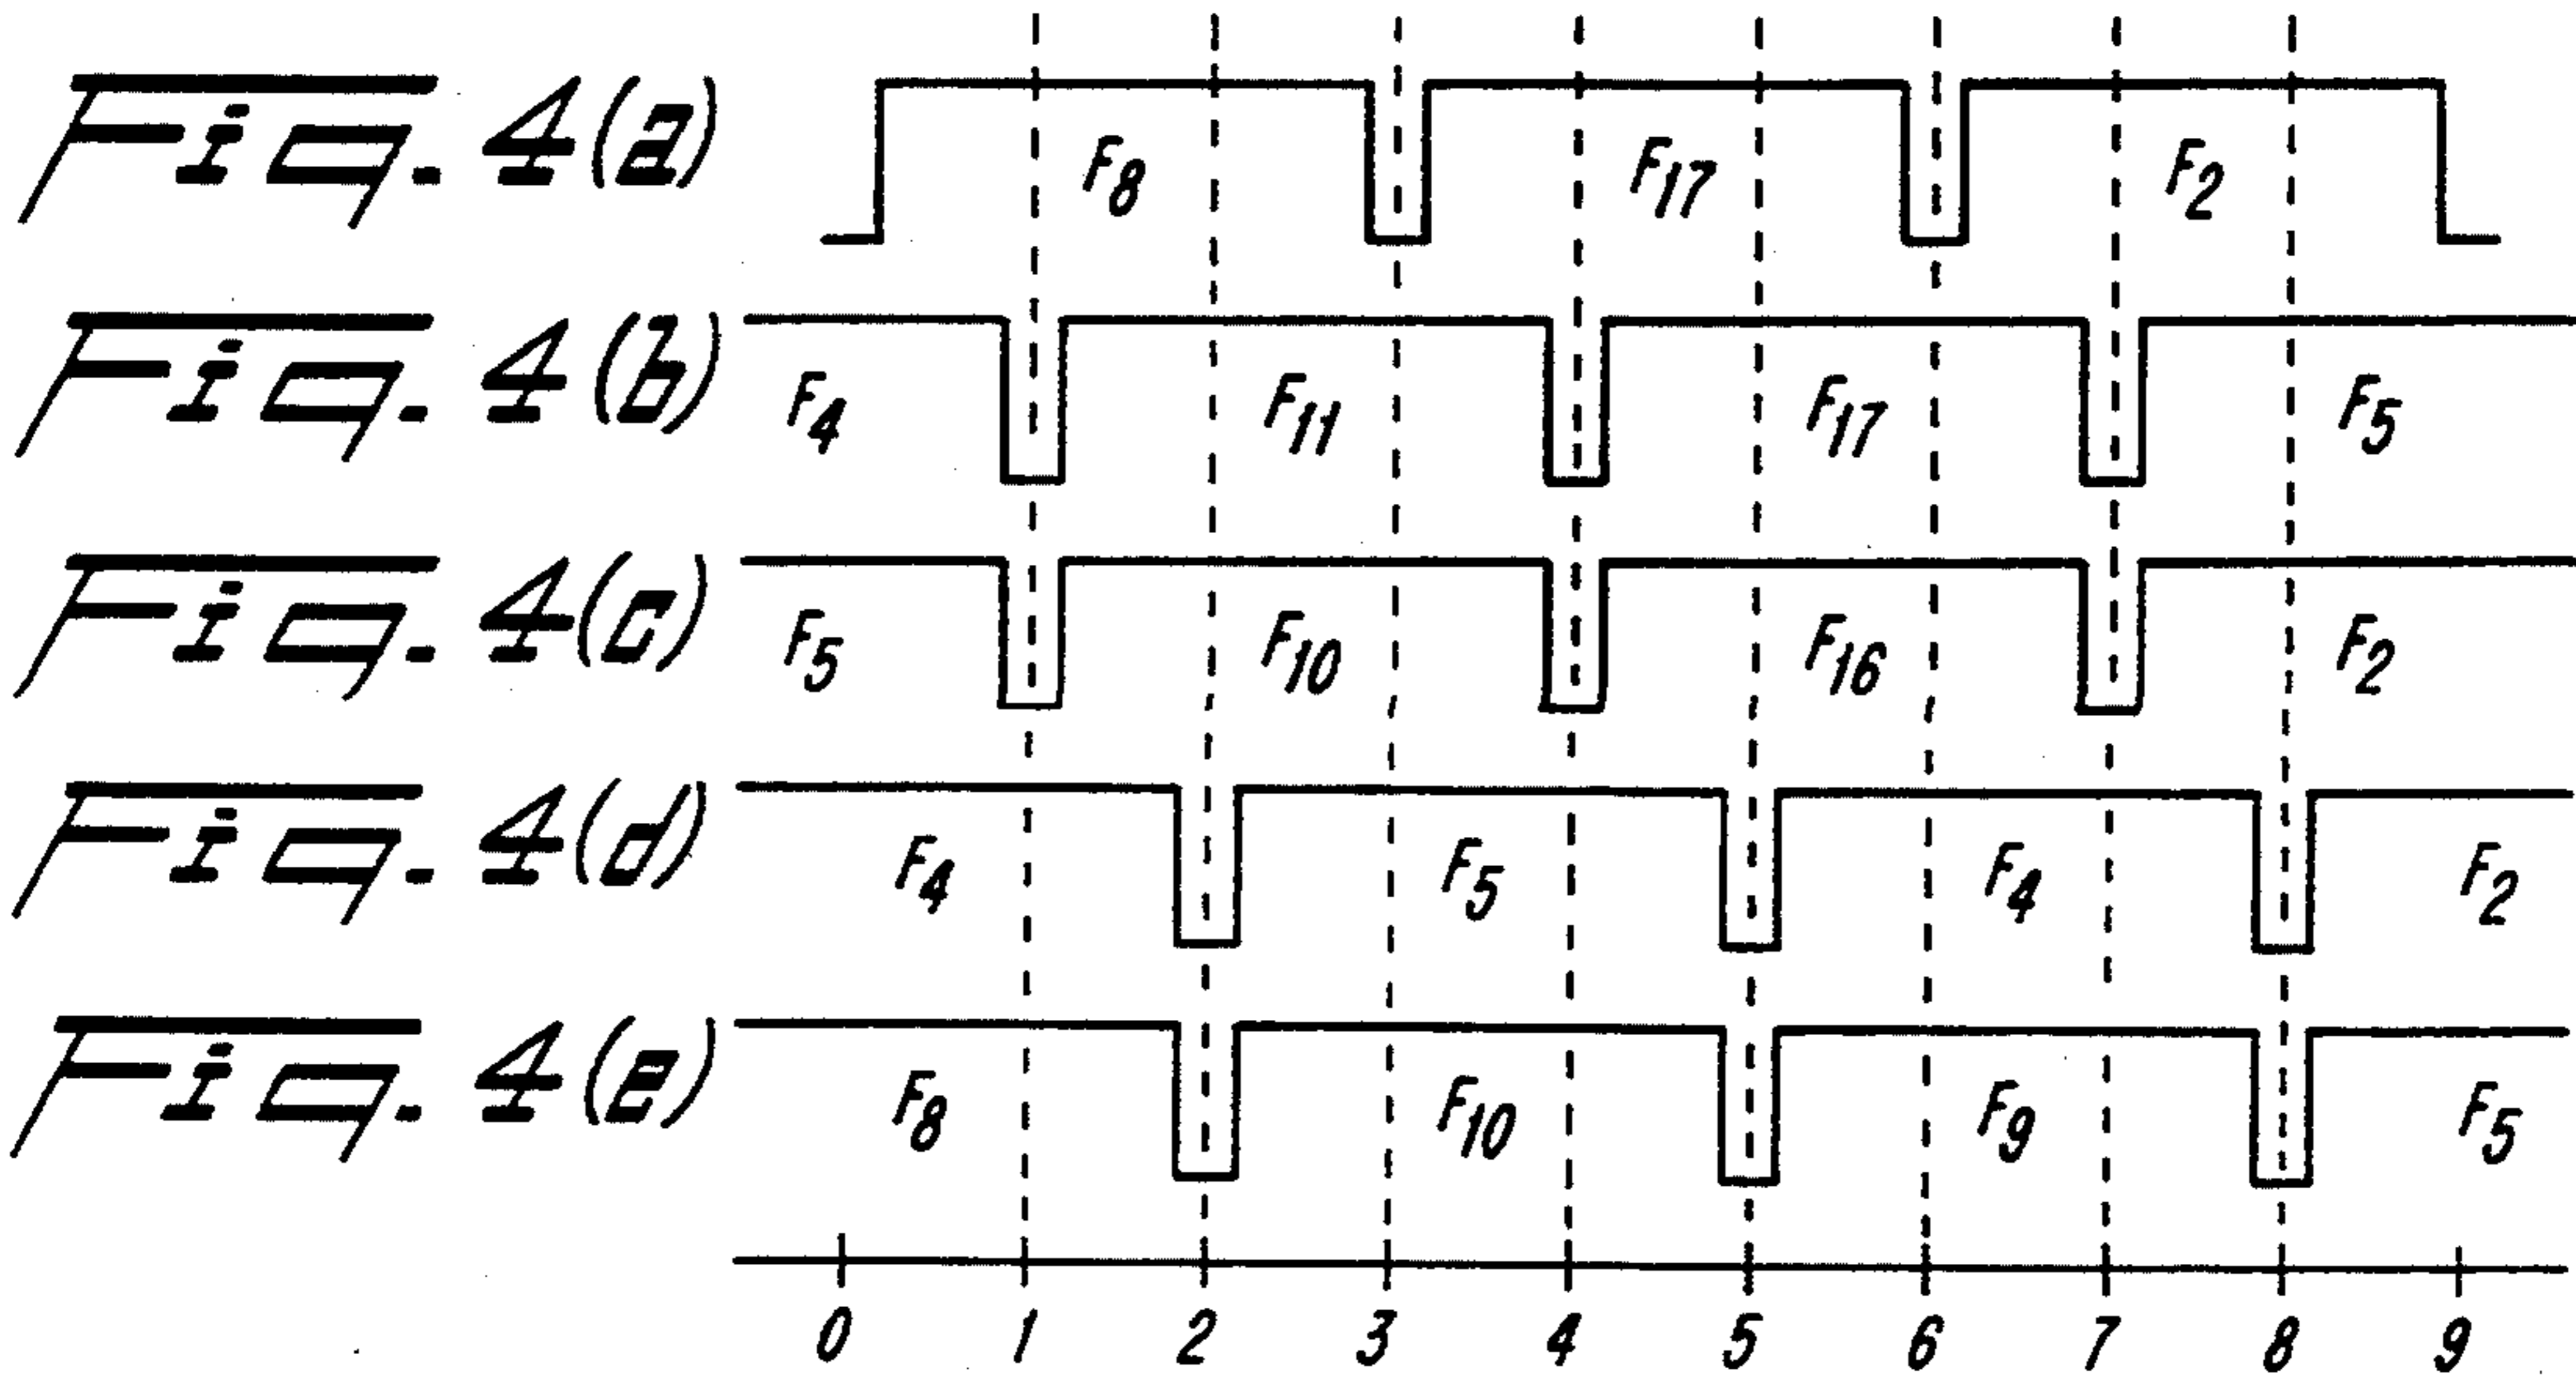 Fig. 4(a) F8 F17 F2
Fig. 4(b) F4 F11 F17 F5
Fig. 4(c) F5 F10 F16 F2
Fig. 4(d) F4 F5 F4 F2
Fig. 4(e) F8 F10 F9 F5
0 1 2 3 4 5 6 7 8 9